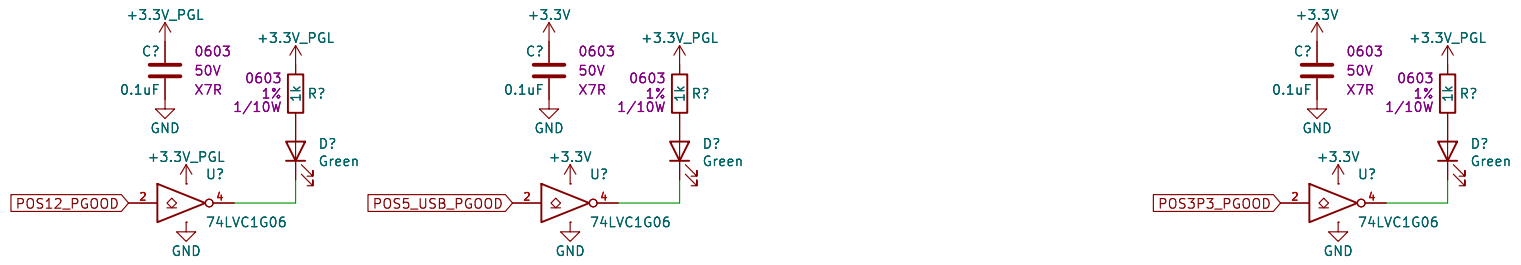 +3.3V_PGL
C?
0603
50V
X7R
0.1uF
GND
+3.3V_PGL
0603
1%
1/10W
1k
R?
D?
Green
+3.3V_PGL
U?
POS12_PGOOD
2
4
74LVC1G06
GND
+3.3V
C?
0603
50V
X7R
0.1uF
GND
+3.3V_PGL
0603
1%
1/10W
1k
R?
D?
Green
+3.3V
U?
POS5_USB_PGOOD
2
4
74LVC1G06
GND
+3.3V
C?
0603
50V
X7R
0.1uF
GND
+3.3V_PGL
0603
1%
1/10W
1k
R?
D?
Green
+3.3V
U?
POS3P3_PGOOD
2
4
74LVC1G06
GND